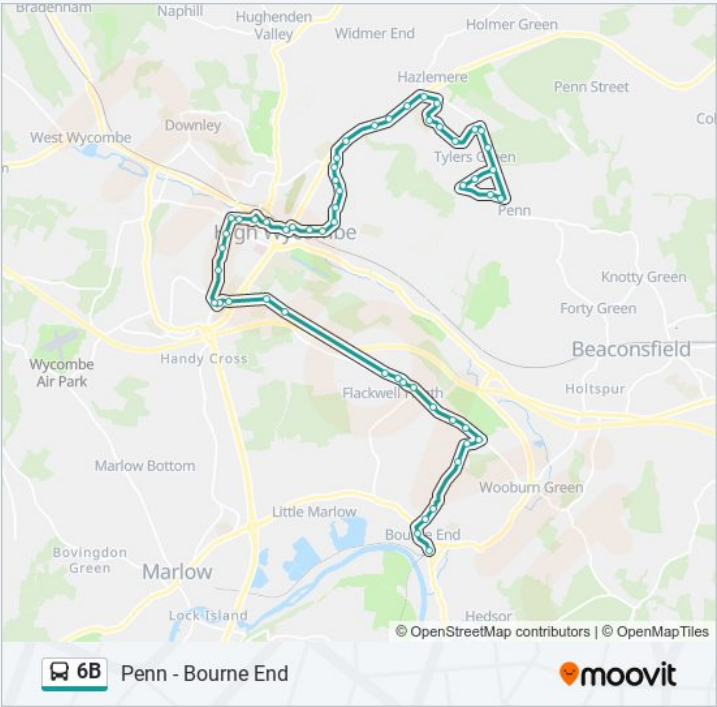 Bradenham
Naphill
Hughenden
Valley
Widmer End
Holmer Green
Hazlemere
Penn Street
Downley
West Wycombe
Tylers Green
Penn
High Wycombe
Knotty Green
Forty Green
Beaconsfield
Handy Cross
Wycombe
Air Park
Flackwell Heath
Holtspur
Marlow Bottom
Wooburn Green
Little Marlow
Bourne End
Bovingdon
Green
Marlow
Lock Island
Hedsor
© OpenStreetMap contributors | © OpenMapTiles
6B
Penn - Bourne End
moovit